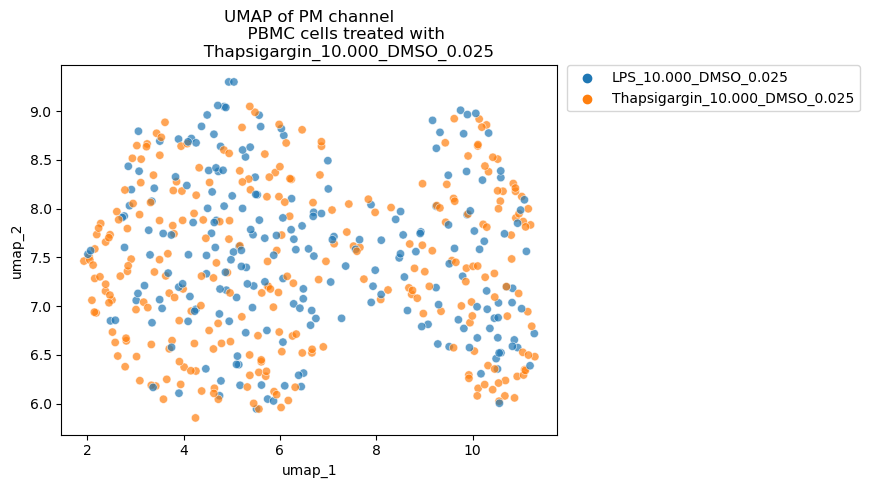 UMAP of PM channel
PBMC cells treated with
Thapsigargin_10.000_DMSO_0.025
LPS_10.000_DMSO_0.025
Thapsigargin_10.000_DMSO_0.025
umap_2
9.0
8.5
8.0
7.5
7.0
6.5
6.0
2 4 6 8 10
umap_1